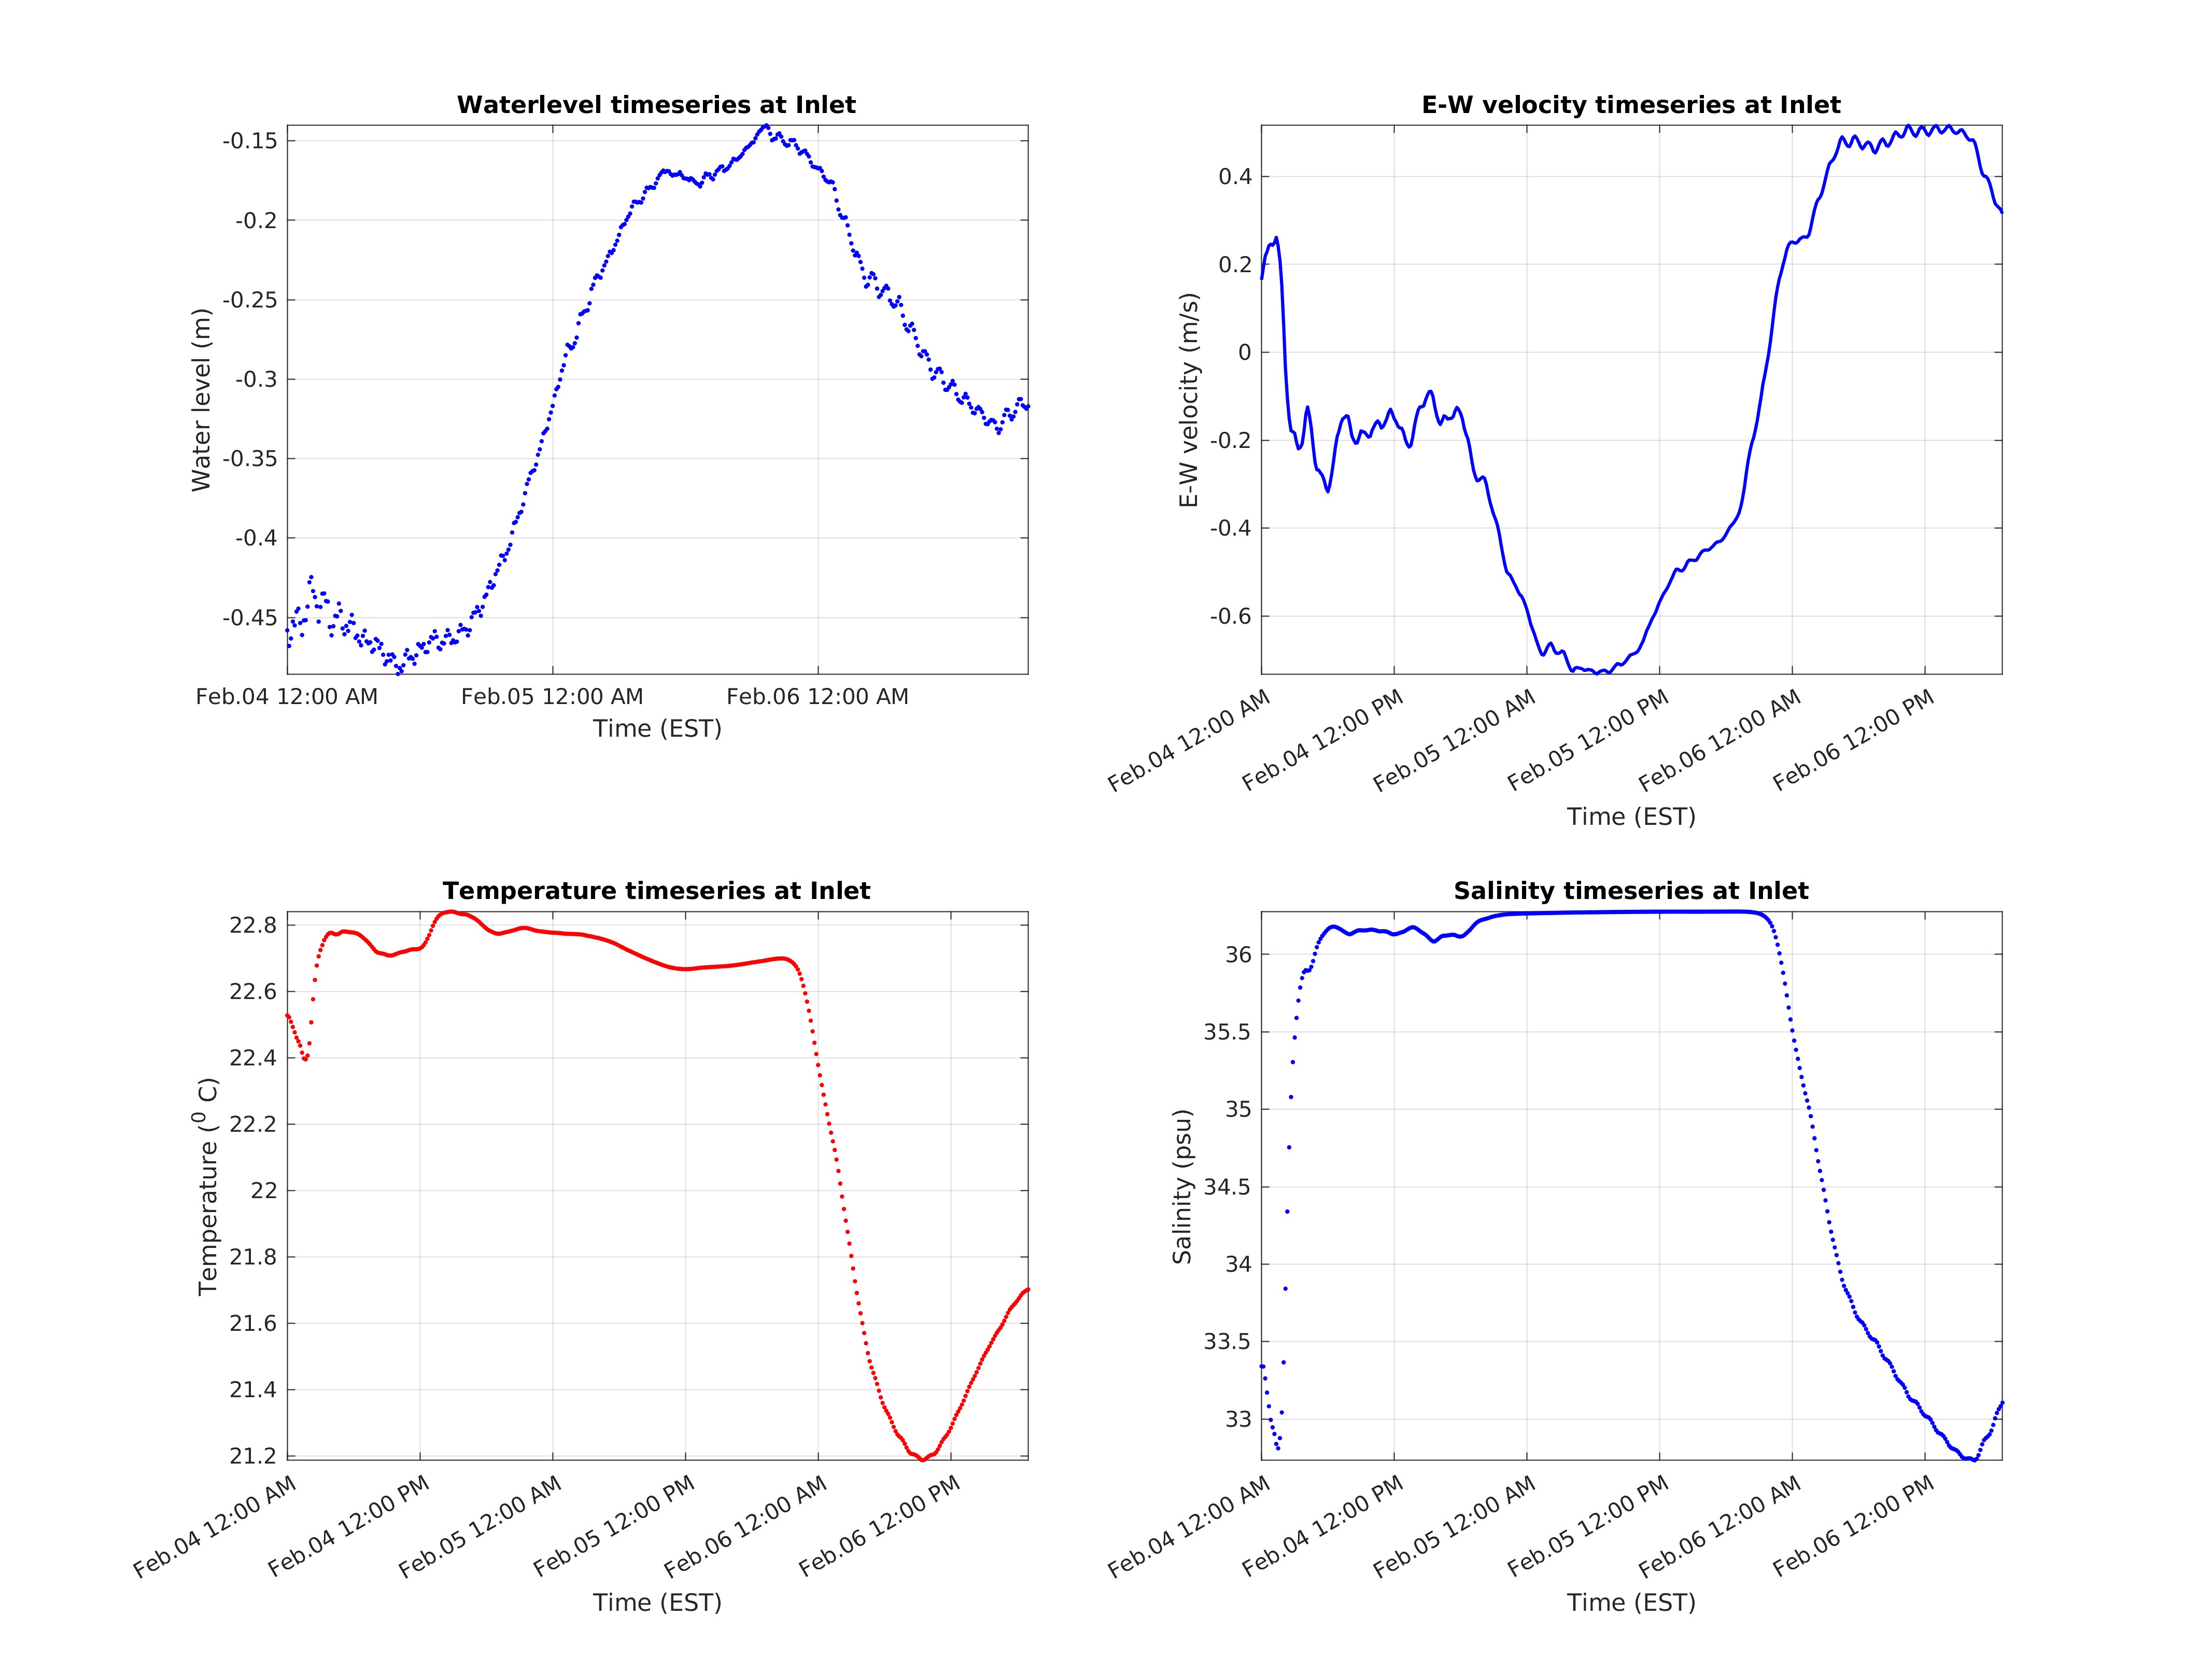 Waterlevel timeseries at Inlet
-0.15
-0.2
-0.25
-0.3
-0.35
-0.4
-0.45
Water level (m)
Feb.04 12:00 AM
Feb.05 12:00 AM
Feb.06 12:00 AM
Time (EST)
E-W velocity timeseries at Inlet
0.4
0.2
0
-0.2
-0.4
-0.6
E-W velocity (m/s)
Feb.04 12:00 AM
Feb.04 12:00 PM
Feb.05 12:00 AM
Feb.05 12:00 PM
Feb.06 12:00 AM
Feb.06 12:00 PM
Time (EST)
Temperature timeseries at Inlet
22.8
22.6
22.4
22.2
22
21.8
21.6
21.4
21.2
Temperature (⁰ C)
Feb.04 12:00 AM
Feb.04 12:00 PM
Feb.05 12:00 AM
Feb.05 12:00 PM
Feb.06 12:00 AM
Feb.06 12:00 PM
Time (EST)
Salinity timeseries at Inlet
36
35.5
35
34.5
34
33.5
33
Salinity (psu)
Feb.04 12:00 AM
Feb.04 12:00 PM
Feb.05 12:00 AM
Feb.05 12:00 PM
Feb.06 12:00 AM
Feb.06 12:00 PM
Time (EST)